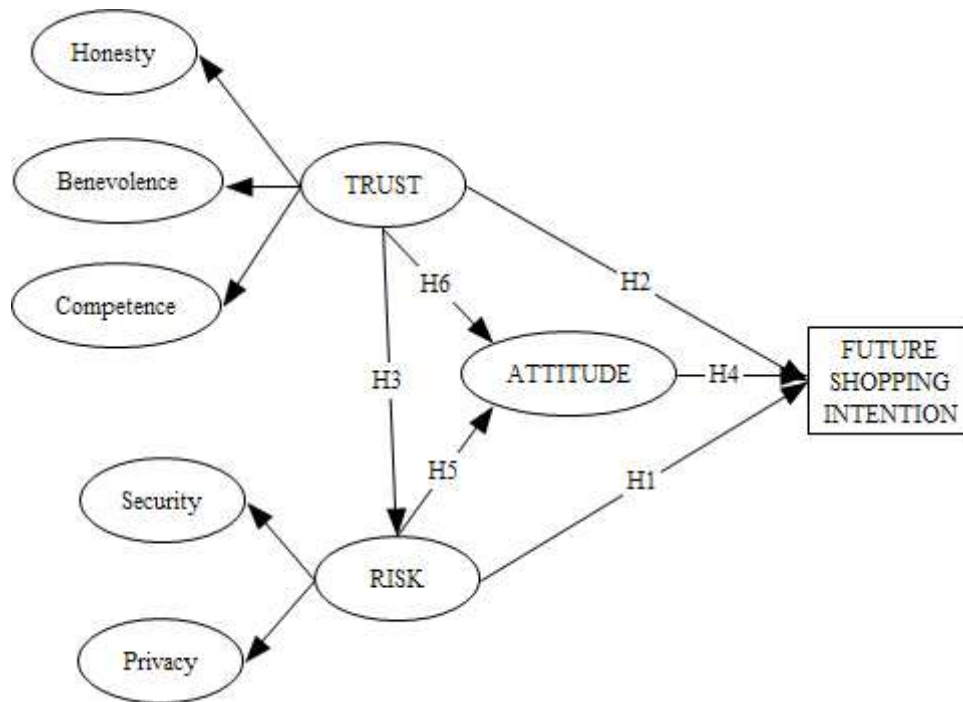 Honesty
Benevolence
TRUST
Competence
H6
H2
H3
ATTITUDE
H4
FUTURE
SHOPPING
INTENTION
H5
H1
Security
RISK
Privacy